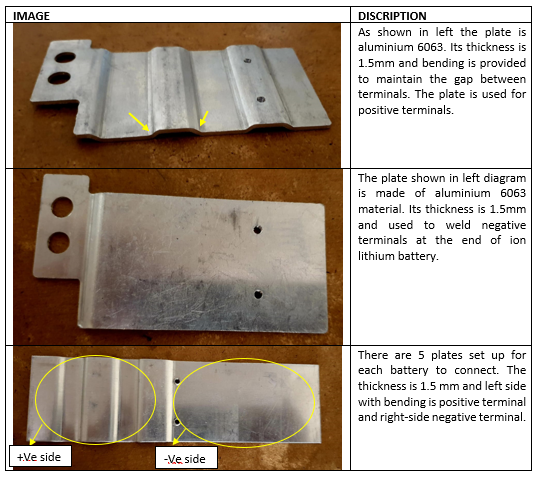 IMAGE
DISCRIPTION
As shown in left the plate is
aluminium 6063. Its thickness is
1.5mm and bending is provided
to maintain the gap between
terminals. The plate is used for
positive terminals.
The plate shown in left diagram
is made of aluminium 6063
material. Its thickness is 1.5mm
and used to weld negative
terminals at the end of ion
lithium battery.
There are 5 plates set up for
each battery to connect. The
thickness is 1.5 mm and left side
with bending is positive terminal
and right-side negative terminal.
+Ve side
-Ve side